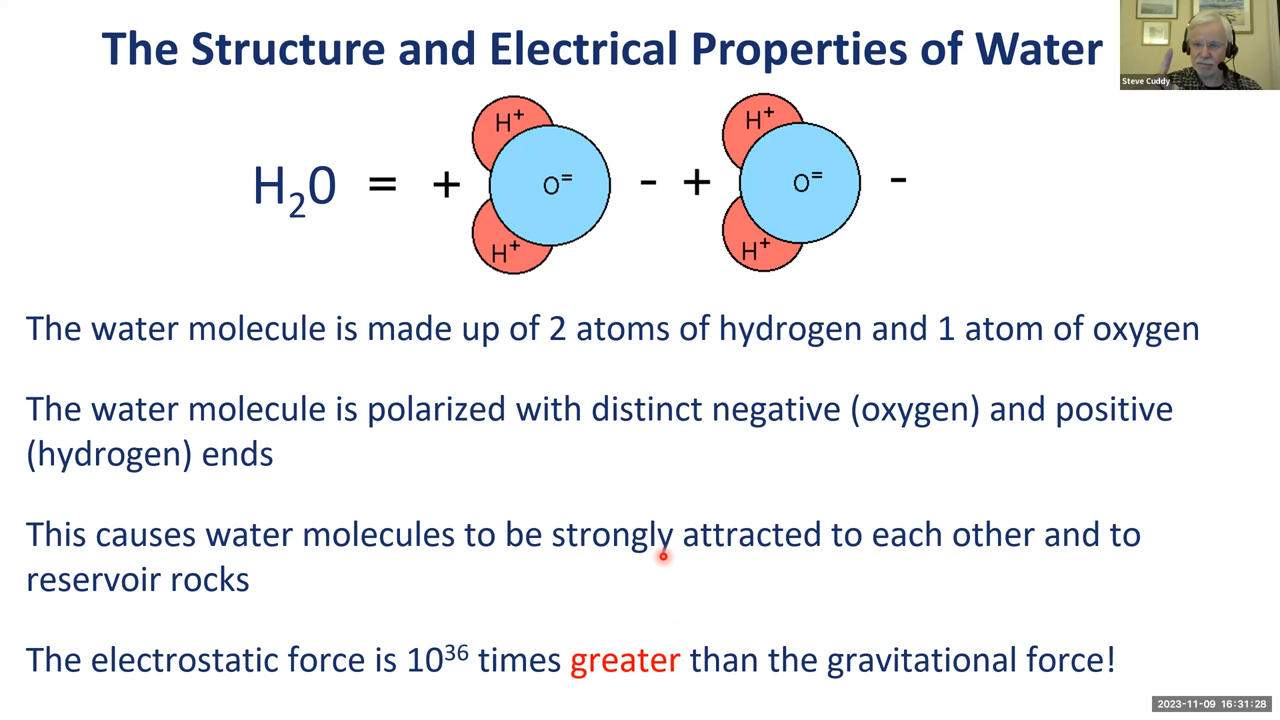 The Structure and Electrical Properties of Water
Steve Cuddy
H⁺ H⁺
H₂0 = + O⁼ - + O⁼ -
H⁺ H⁺
The water molecule is made up of 2 atoms of hydrogen and 1 atom of oxygen
The water molecule is polarized with distinct negative (oxygen) and positive
(hydrogen) ends
This causes water molecules to be strongly attracted to each other and to
reservoir rocks
The electrostatic force is 10³⁶ times greater than the gravitational force!
2023-11-09 16:31:28